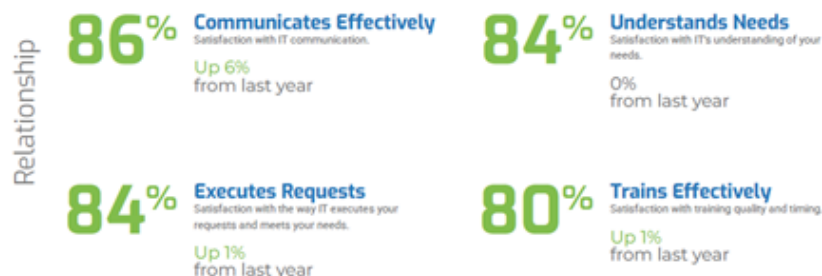 Relationship
86% Communicates Effectively
Satisfaction with IT communication.
Up 6%
from last year
84% Understands Needs
Satisfaction with IT's understanding of your
needs.
0%
from last year
84% Executes Requests
Satisfaction with the way IT executes your
requests and meets your needs.
Up 1%
from last year
80% Trains Effectively
Satisfaction with training quality and timing.
Up 1%
from last year